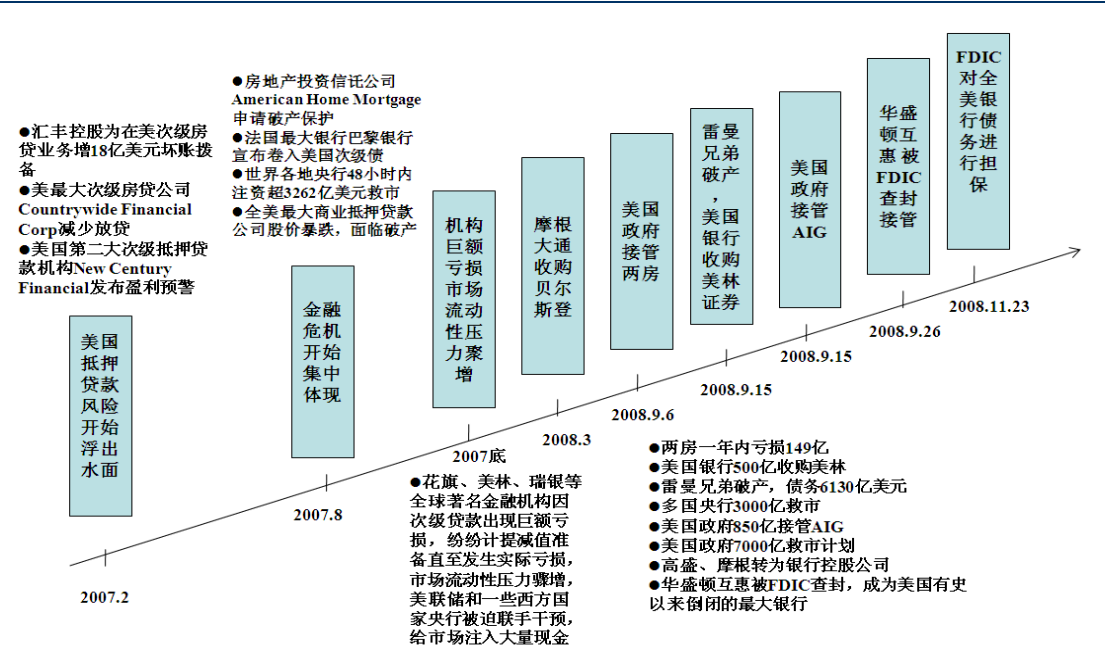 ●汇丰控股为在美次级房
贷业务增18亿美元坏账拨
备
●美最大次级房贷公司
Countrywide Financial
Corp减少放贷
●美国第二大次级抵押贷
款机构New Century
Financial发布盈利预警
美国
抵押
贷款
风险
开始
浮出
水面
2007.2
●房地产投资信讬公司
American Home Mortgage
申请破产保护
●法国最大银行巴黎银行
宣布卷入美国次级债
●世界各地央行48小时内
注资超3262亿美元救市
●全美最大商业抵押贷款
公司股价暴跌，面临破产
金融
危机
开始
集中
体现
2007.8
机构
巨额
亏损
市场
流动
性压
力聚
增
2007底
●花旗、美林、瑞银等
全球著名金融机构因
次级贷款出现巨额亏
损，纷纷计提减值准
备直至发生实际亏损，
市场流动性压力骤增，
美联储和一些西方国
家央行被迫联手干预，
给市场注入大量现金
摩根
大通
收购
贝尔
斯登
2008.3
美国
政府
接管
两房
2008.9.6
雷曼
兄弟
破产
，
美国
银行
收购
美林
证券
2008.9.15
美国
政府
接管
AIG
2008.9.15
华盛
顿互
惠被
FDIC
查封
接管
2008.9.26
FDIC
对全
美银
行债
务进
行担
保
2008.11.23
●两房一年内亏损149亿
●美国银行500亿收购美林
●雷曼兄弟破产，债务6130亿美元
●多国央行3000亿救市
●美国政府850亿接管AIG
●美国政府7000亿救市计划
●高盛、摩根转为银行控股公司
●华盛顿互惠被FDIC查封，成为美国有史
以来倒闭的最大银行